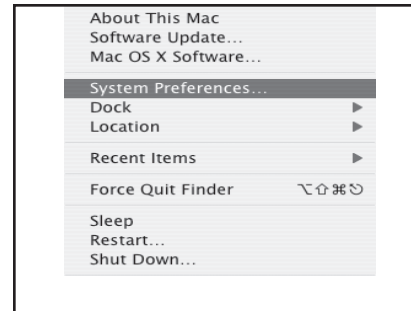 About This Mac
Software Update...
Mac OS X Software...
System Preferences...
Dock ▶
Location ▶
Recent Items ▶
Force Quit Finder ⌥⇧⌘⎋
Sleep
Restart...
Shut Down...